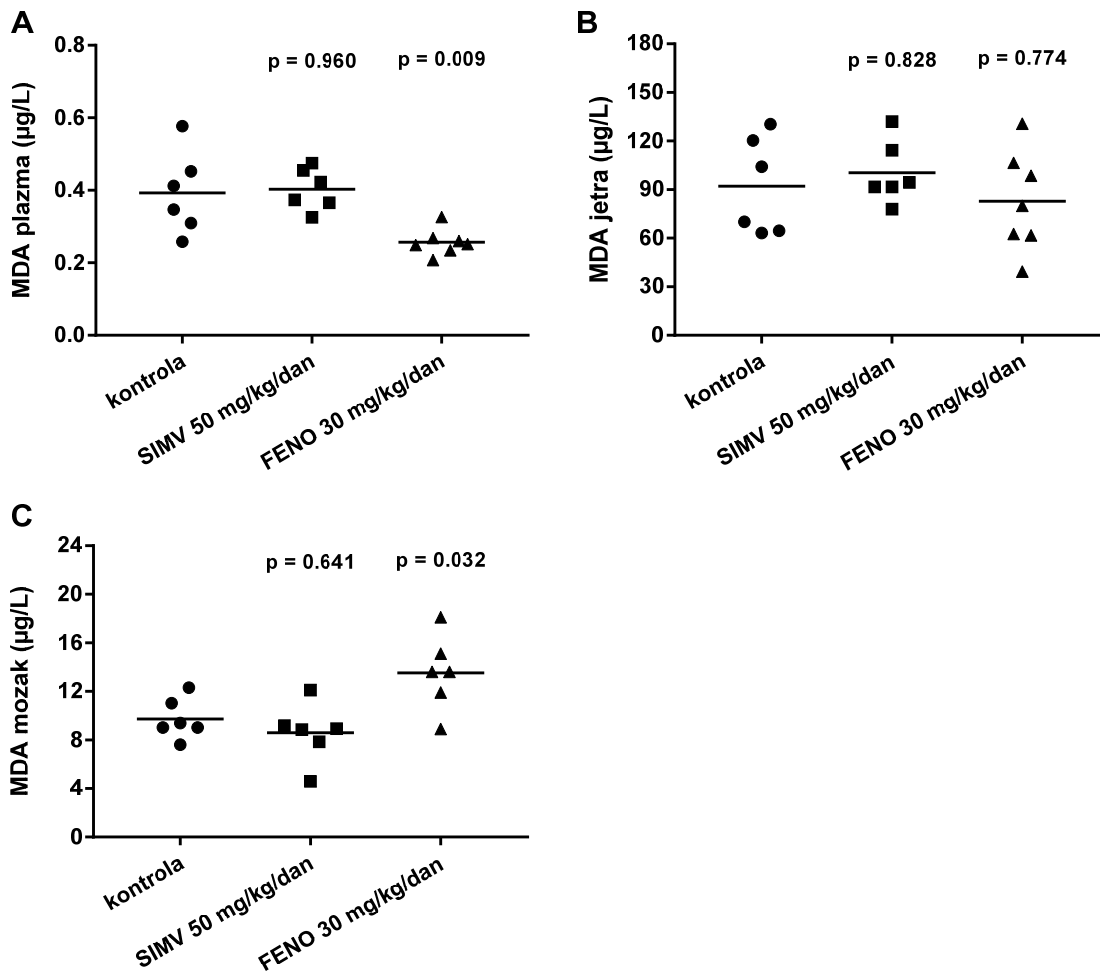 A
MDA plazma (µg/L)
0.8
0.6
0.4
0.2
0.0
p = 0.960
p = 0.009
kontrola
SIMV 50 mg/kg/dan
FENO 30 mg/kg/dan
B
MDA jetra (µg/L)
180
150
120
90
60
30
0
p = 0.828
p = 0.774
kontrola
SIMV 50 mg/kg/dan
FENO 30 mg/kg/dan
C
MDA mozak (µg/L)
24
20
16
12
8
4
0
p = 0.641
p = 0.032
kontrola
SIMV 50 mg/kg/dan
FENO 30 mg/kg/dan